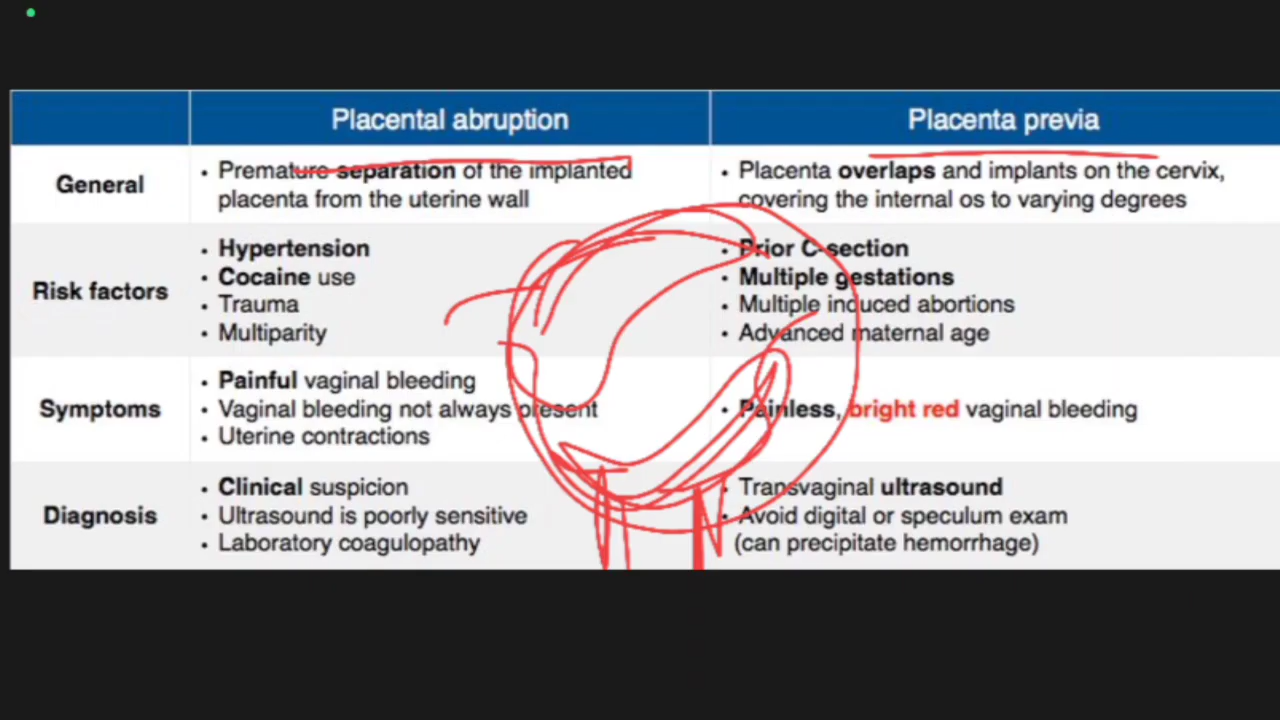 Placental abruption
Placenta previa
General
• Premature separation of the implanted
placenta from the uterine wall
• Placenta overlaps and implants on the cervix,
covering the internal os to varying degrees
Risk factors
• Hypertension
• Cocaine use
• Trauma
• Multiparity
• Prior C-section
• Multiple gestations
• Multiple induced abortions
• Advanced maternal age
Symptoms
• Painful vaginal bleeding
• Vaginal bleeding not always present
• Uterine contractions
• Painless, bright red vaginal bleeding
Diagnosis
• Clinical suspicion
• Ultrasound is poorly sensitive
• Laboratory coagulopathy
• Transvaginal ultrasound
• Avoid digital or speculum exam
(can precipitate hemorrhage)